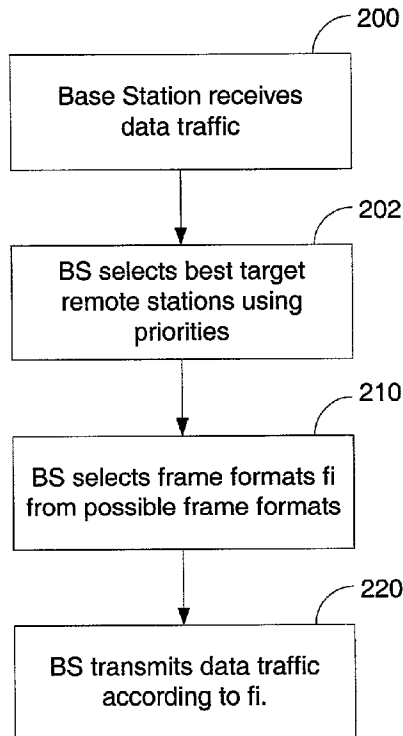 200
Base Station receives
data traffic
202
BS selects best target
remote stations using
priorities
210
BS selects frame formats fi
from possible frame formats
220
BS transmits data traffic
according to fi.